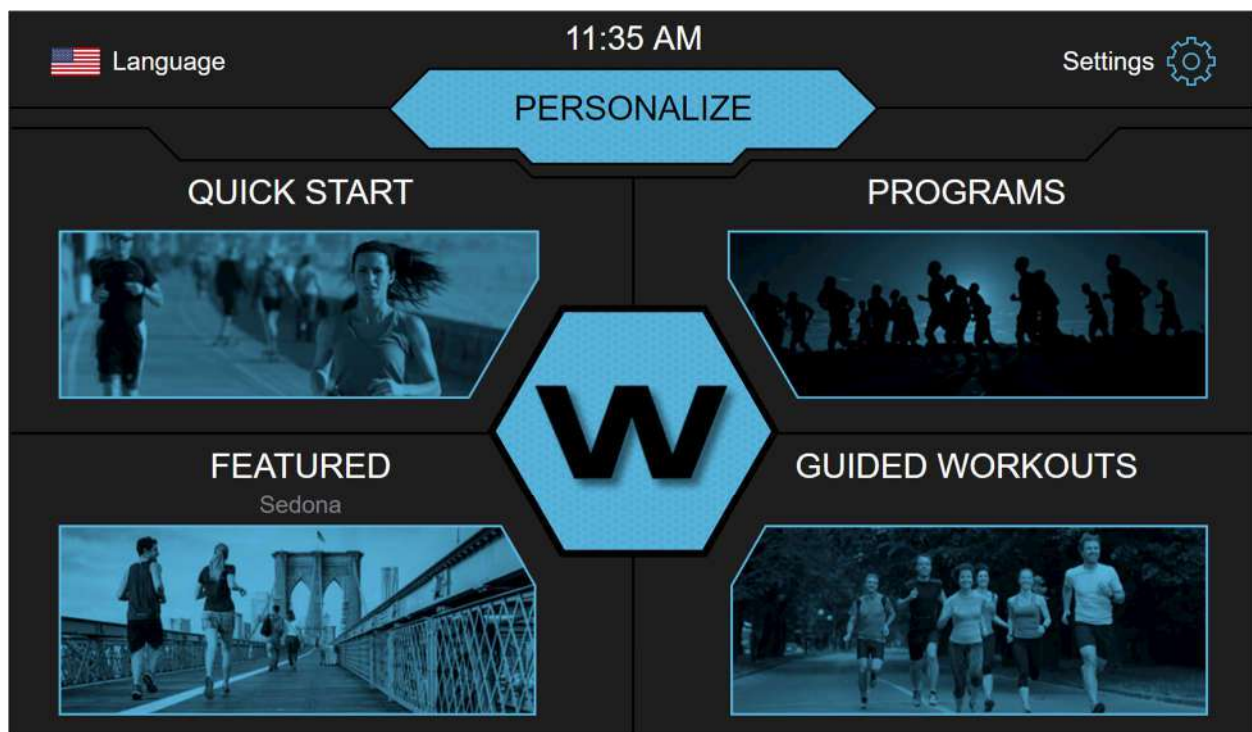 11:35 AM
Language
Settings
PERSONALIZE
QUICK START
PROGRAMS
W
FEATURED
Sedona
GUIDED WORKOUTS